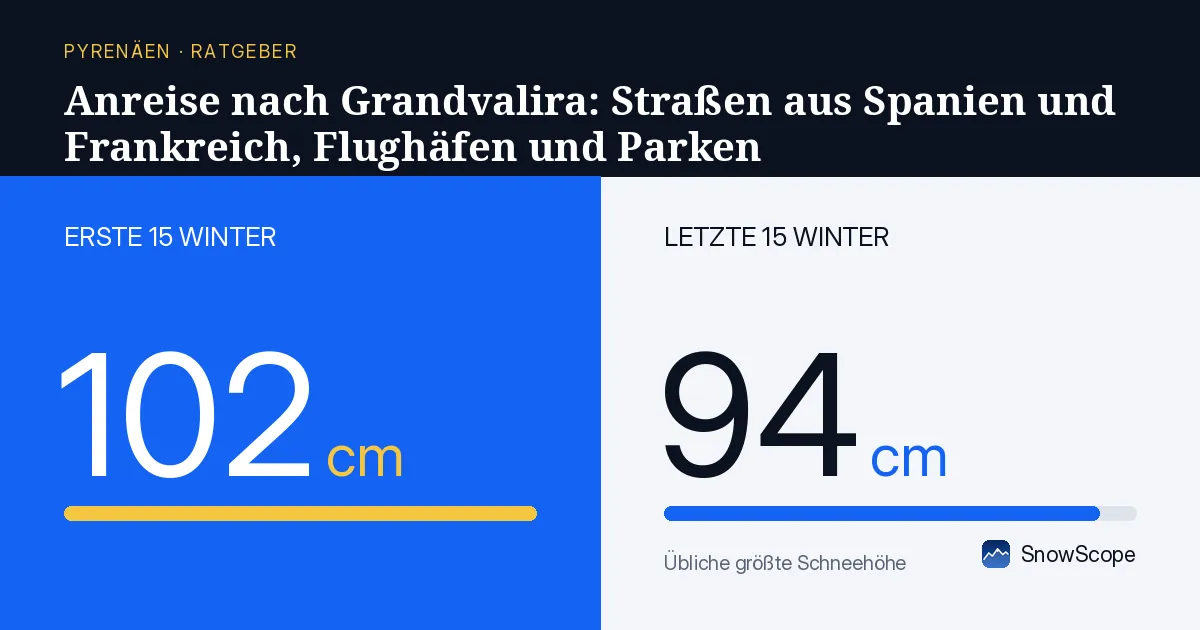 PYRENÄEN · RATGEBER
Anreise nach Grandvalira: Straßen aus Spanien und
Frankreich, Flughäfen und Parken
ERSTE 15 WINTER
102 cm
LETZTE 15 WINTER
94 cm
Übliche größte Schneehöhe
SnowScope